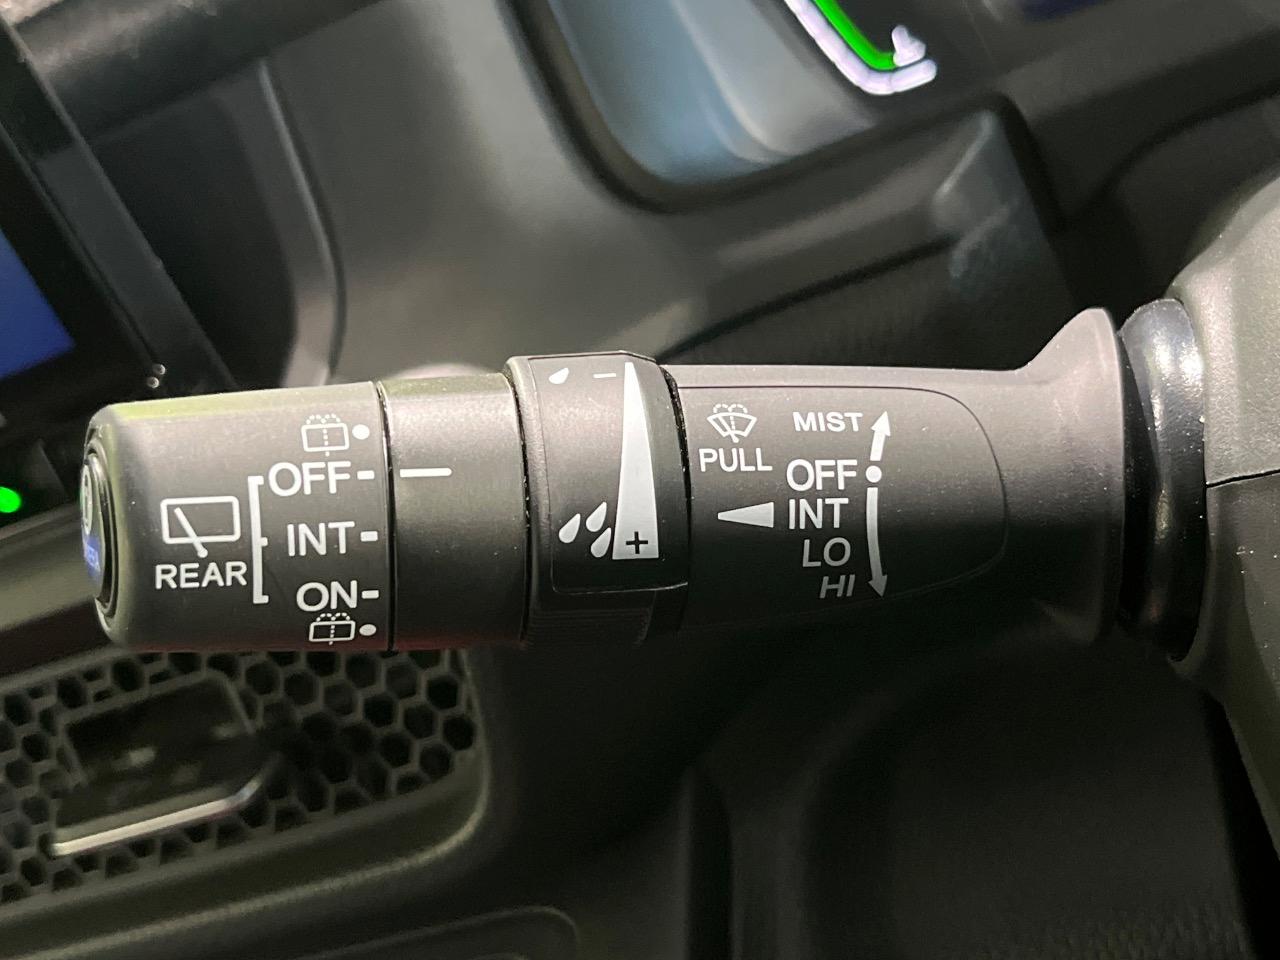 REAR
OFF
INT
ON
−
+
PULL
MIST
OFF
INT
LO
HI